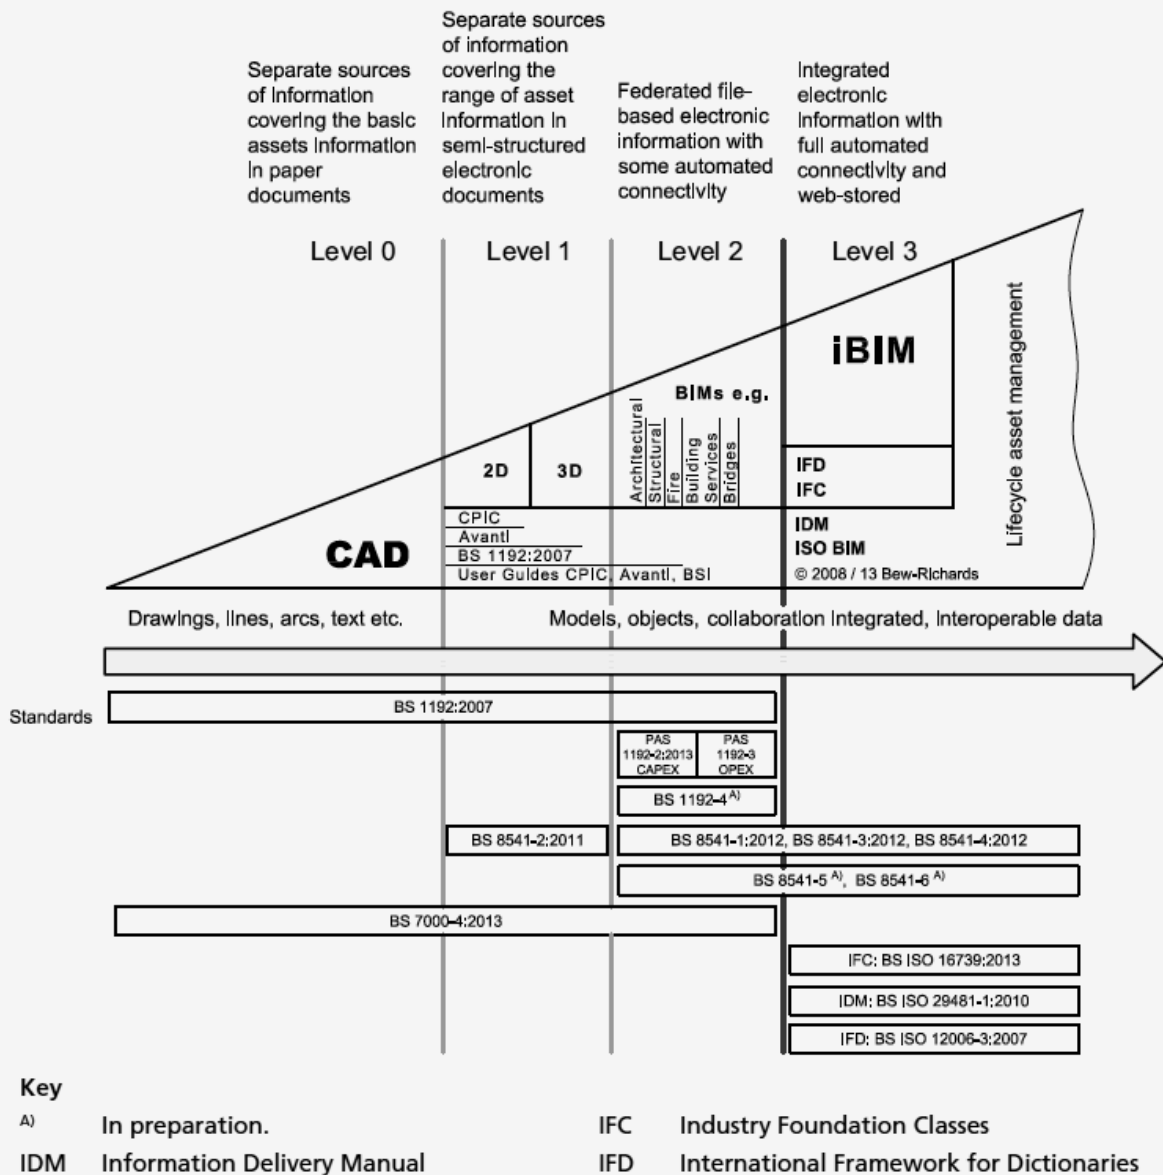 Separate sources
of information
covering the basic
assets information
in paper
documents
Separate sources
of information
covering the
range of asset
information in
semi-structured
electronic
documents
Federated file-
based electronic
information with
some automated
connectivity
Integrated
electronic
information with
full automated
connectivity and
web-stored
Level 0
Level 1
Level 2
Level 3
iBIM
BIMs e.g.
Architectural
Structural
Fire
Building
Services
Bridges
2D
3D
IFD
IFC
Lifecycle asset management
CAD
CPIC
Avanti
BS 1192:2007
User Guides CPIC, Avanti, BSI
IDM
ISO BIM
© 2008 / 13 Bew-Richards
Drawings, lines, arcs, text etc.
Models, objects, collaboration integrated, interoperable data
Standards
BS 1192:2007
PAS
1192-2:2013
CAPEX
PAS
1192-3
OPEX
BS 1192-4 A)
BS 8541-2:2011
BS 8541-1:2012, BS 8541-3:2012, BS 8541-4:2012
BS 8541-5 A), BS 8541-6 A)
BS 7000-4:2013
IFC: BS ISO 16739:2013
IDM: BS ISO 29481-1:2010
IFD: BS ISO 12006-3:2007
Key
A) In preparation.
IFC Industry Foundation Classes
IDM Information Delivery Manual
IFD International Framework for Dictionaries